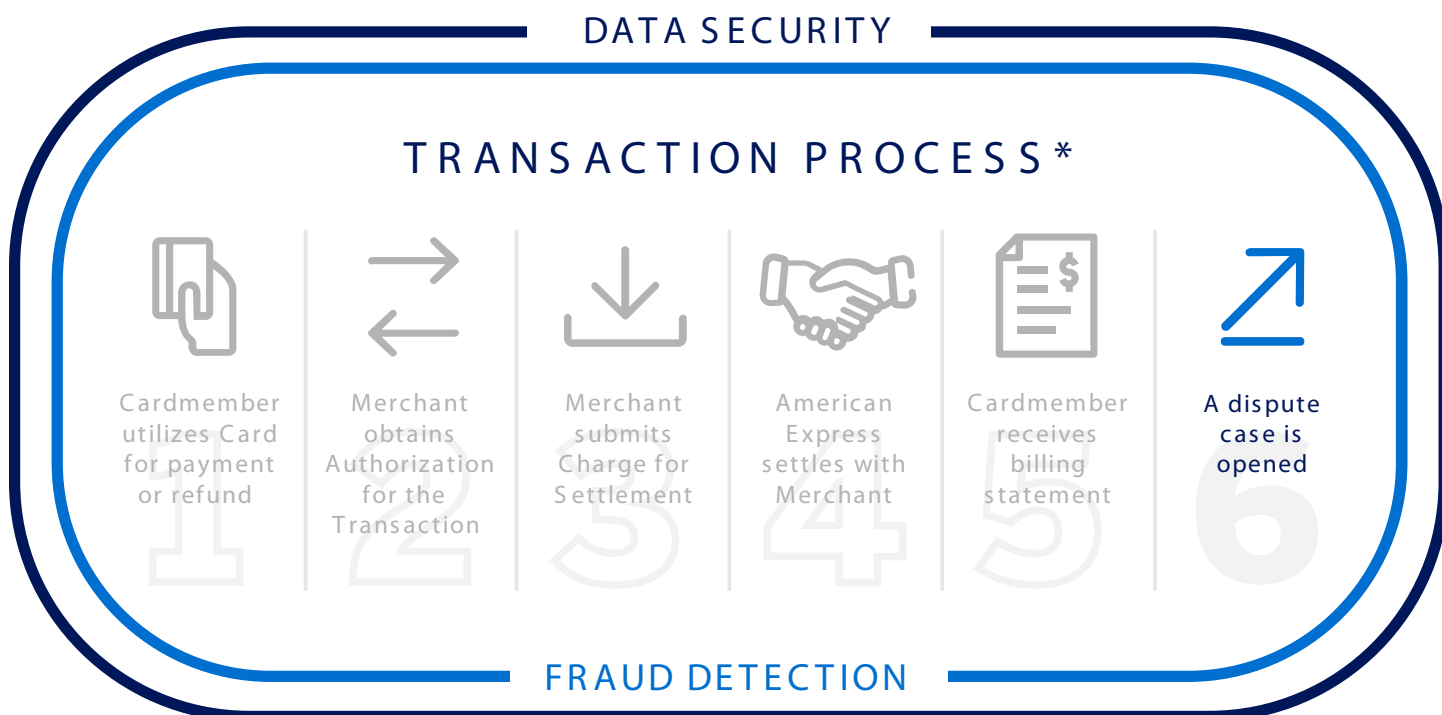 DATA SECURITY
TRANSACTION PROCESS*
Cardmember
utilizes Card
for payment
or refund
1
Merchant
obtains
Authorization
for the
Transaction
2
Merchant
submits
Charge for
Settlement
3
American
Express
settles with
Merchant
4
$
Cardmember
receives
billing
statement
5
A dispute
case is
opened
6
FRAUD DETECTION